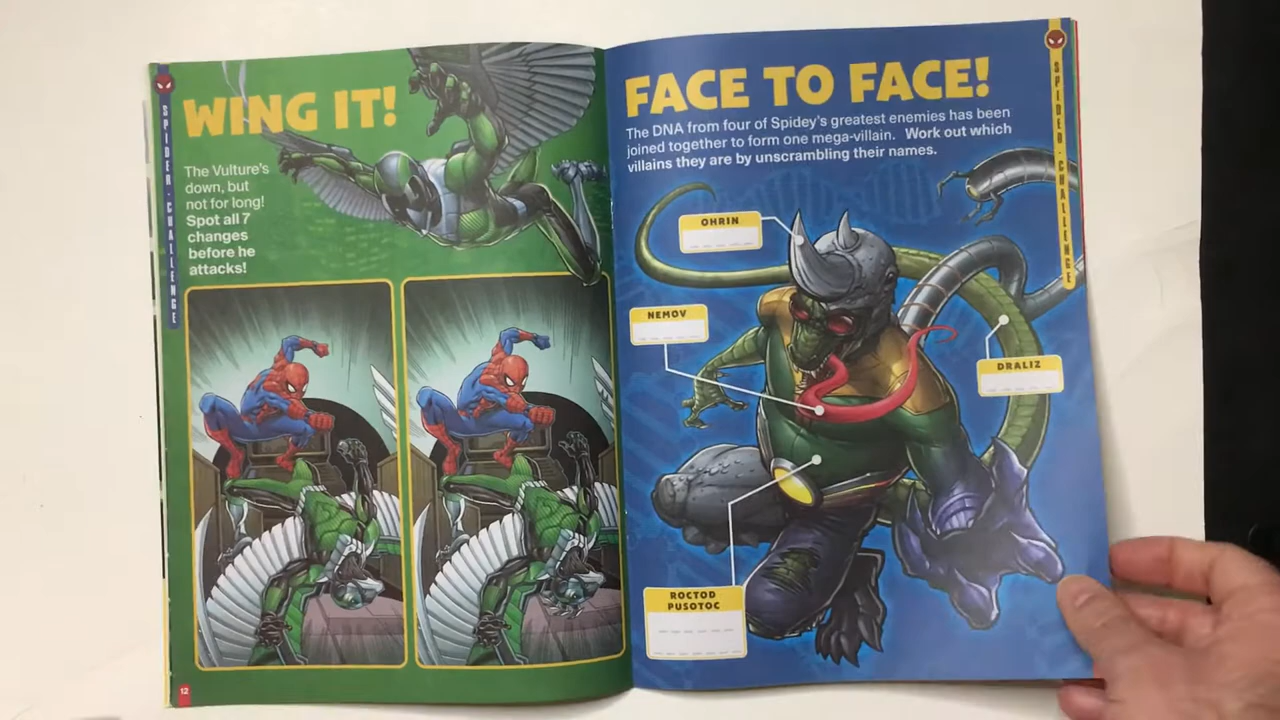 SPIDER·CHALLENGE
WING IT!
The Vulture's
down, but
not for long!
Spot all 7
changes
before he
attacks!
12
FACE TO FACE!
The DNA from four of Spidey's greatest enemies has been
joined together to form one mega-villain. Work out which
villains they are by unscrambling their names.
OHRIN
NEMOV
DRALIZ
ROCTOD
PUSOTOC
SPIDER·CHALLENGE